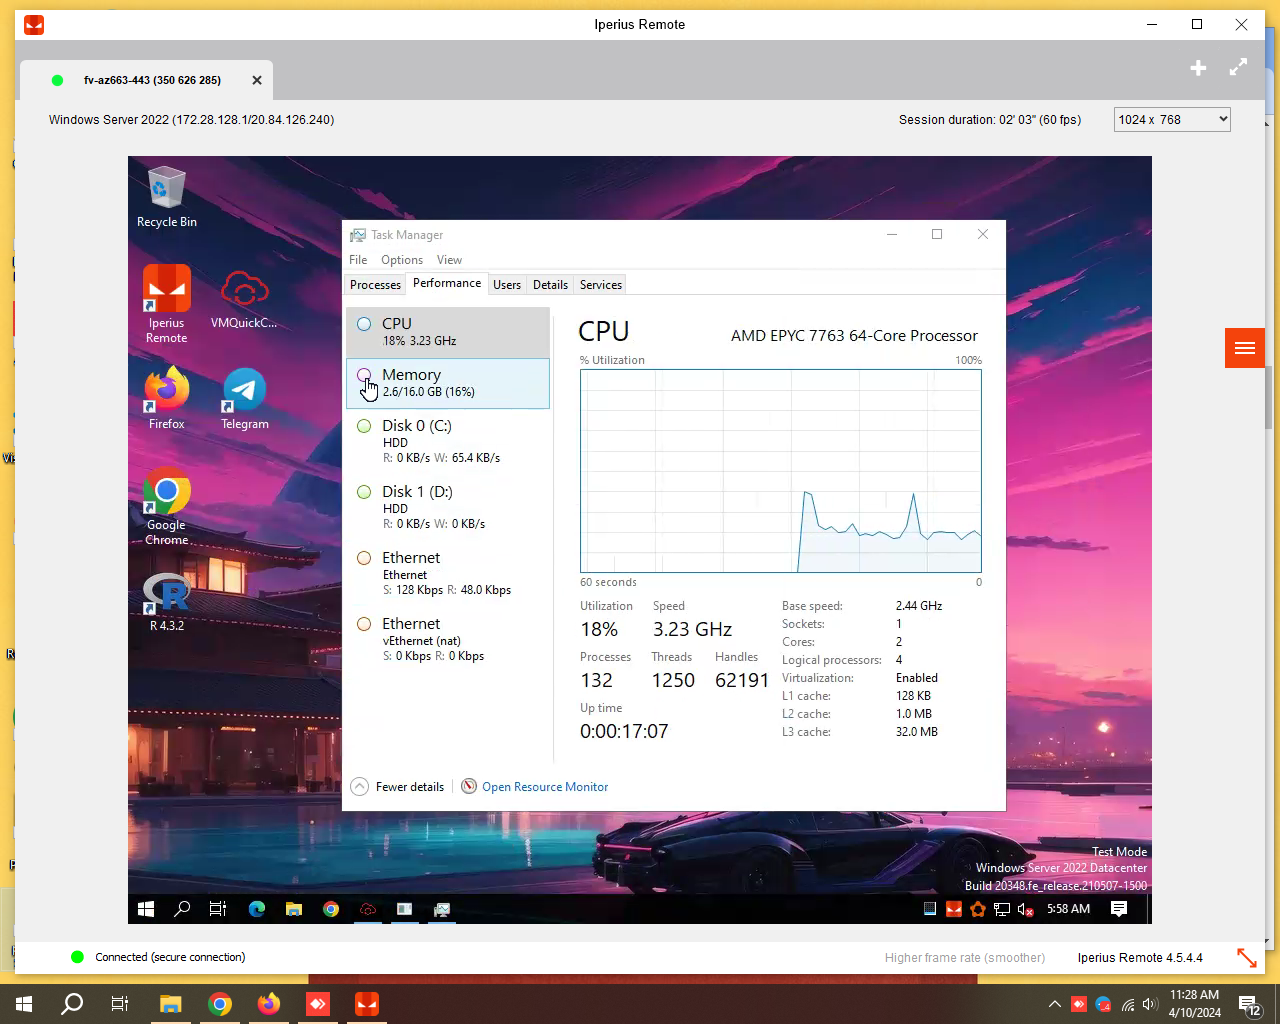 Iperius Remote
fv-az663-443 (350 626 285)
Windows Server 2022 (172.28.128.1/20.84.126.240)
Session duration: 02' 03" (60 fps)
1024 x 768
Recycle Bin
Iperius Remote
VMQuickC...
Firefox
Telegram
Google Chrome
R 4.3.2
Task Manager
File Options View
Processes Performance Users Details Services
CPU
18% 3.23 GHz
Memory
2.6/16.0 GB (16%)
Disk 0 (C:)
HDD
R: 0 KB/s W: 65.4 KB/s
Disk 1 (D:)
HDD
R: 0 KB/s W: 0 KB/s
Ethernet
Ethernet
S: 128 Kbps R: 48.0 Kbps
Ethernet
vEthernet (nat)
S: 0 Kbps R: 0 Kbps
CPU
AMD EPYC 7763 64-Core Processor
% Utilization
100%
60 seconds
0
Utilization Speed
18% 3.23 GHz
Processes Threads Handles
132 1250 62191
Up time
0:00:17:07
Base speed: 2.44 GHz
Sockets: 1
Cores: 2
Logical processors: 4
Virtualization: Enabled
L1 cache: 128 KB
L2 cache: 1.0 MB
L3 cache: 32.0 MB
Fewer details
Open Resource Monitor
Test Mode
Windows Server 2022 Datacenter
Build 20348.fe_release.210507-1500
5:58 AM
Connected (secure connection)
Higher frame rate (smoother)
Iperius Remote 4.5.4.4
11:28 AM
4/10/2024
12